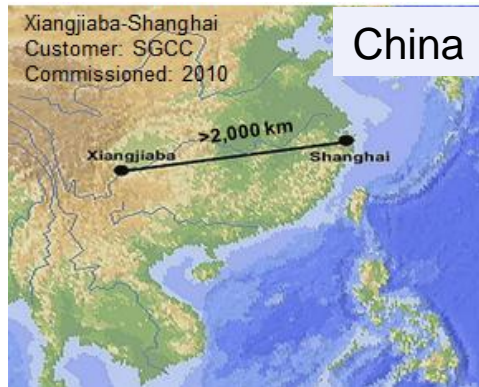 Xiangjiaba-Shanghai
Customer: SGCC
Commissioned: 2010
China
>2,000 km
Xiangjiaba
Shanghai